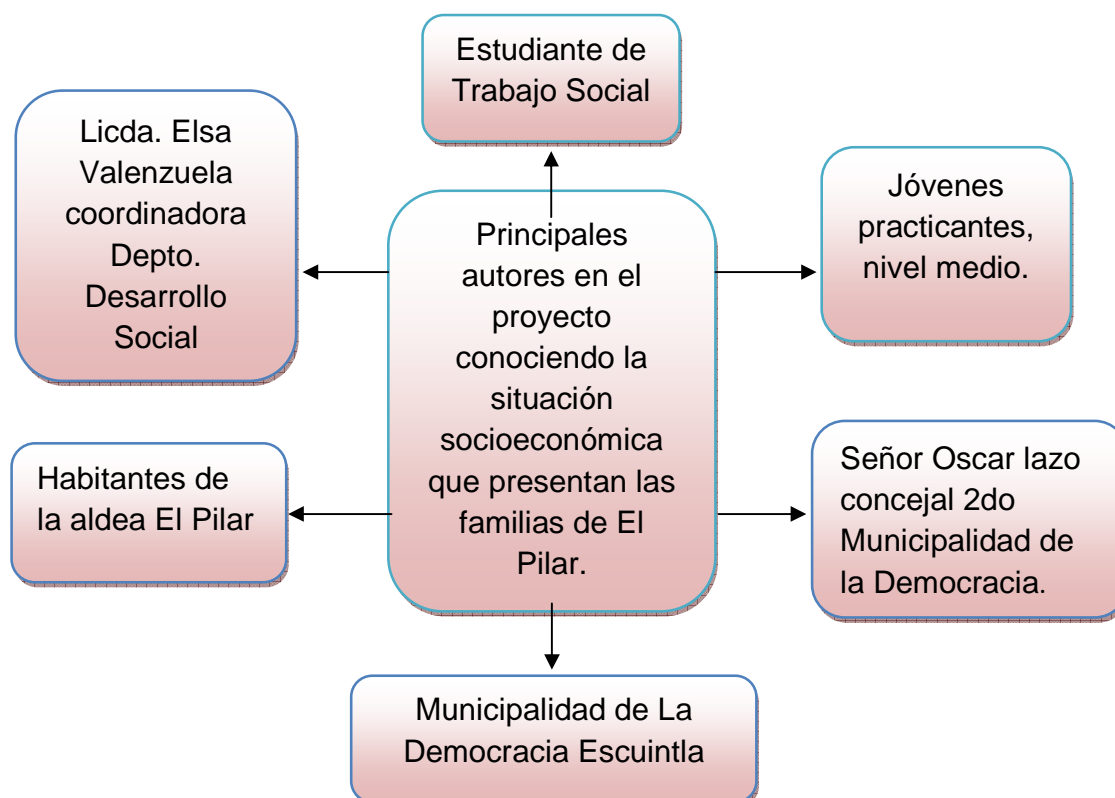 Estudiante de
Trabajo Social
Licda. Elsa
Valenzuela
coordinadora
Depto.
Desarrollo
Social
Jóvenes
practicantes,
nivel medio.
Principales
autores en el
proyecto
conociendo la
situación
socioeconómica
que presentan las
familias de El
Pilar.
Habitantes de
la aldea El Pilar
Señor Oscar lazo
concejal 2do
Municipalidad de
la Democracia.
Municipalidad de La
Democracia Escuintla